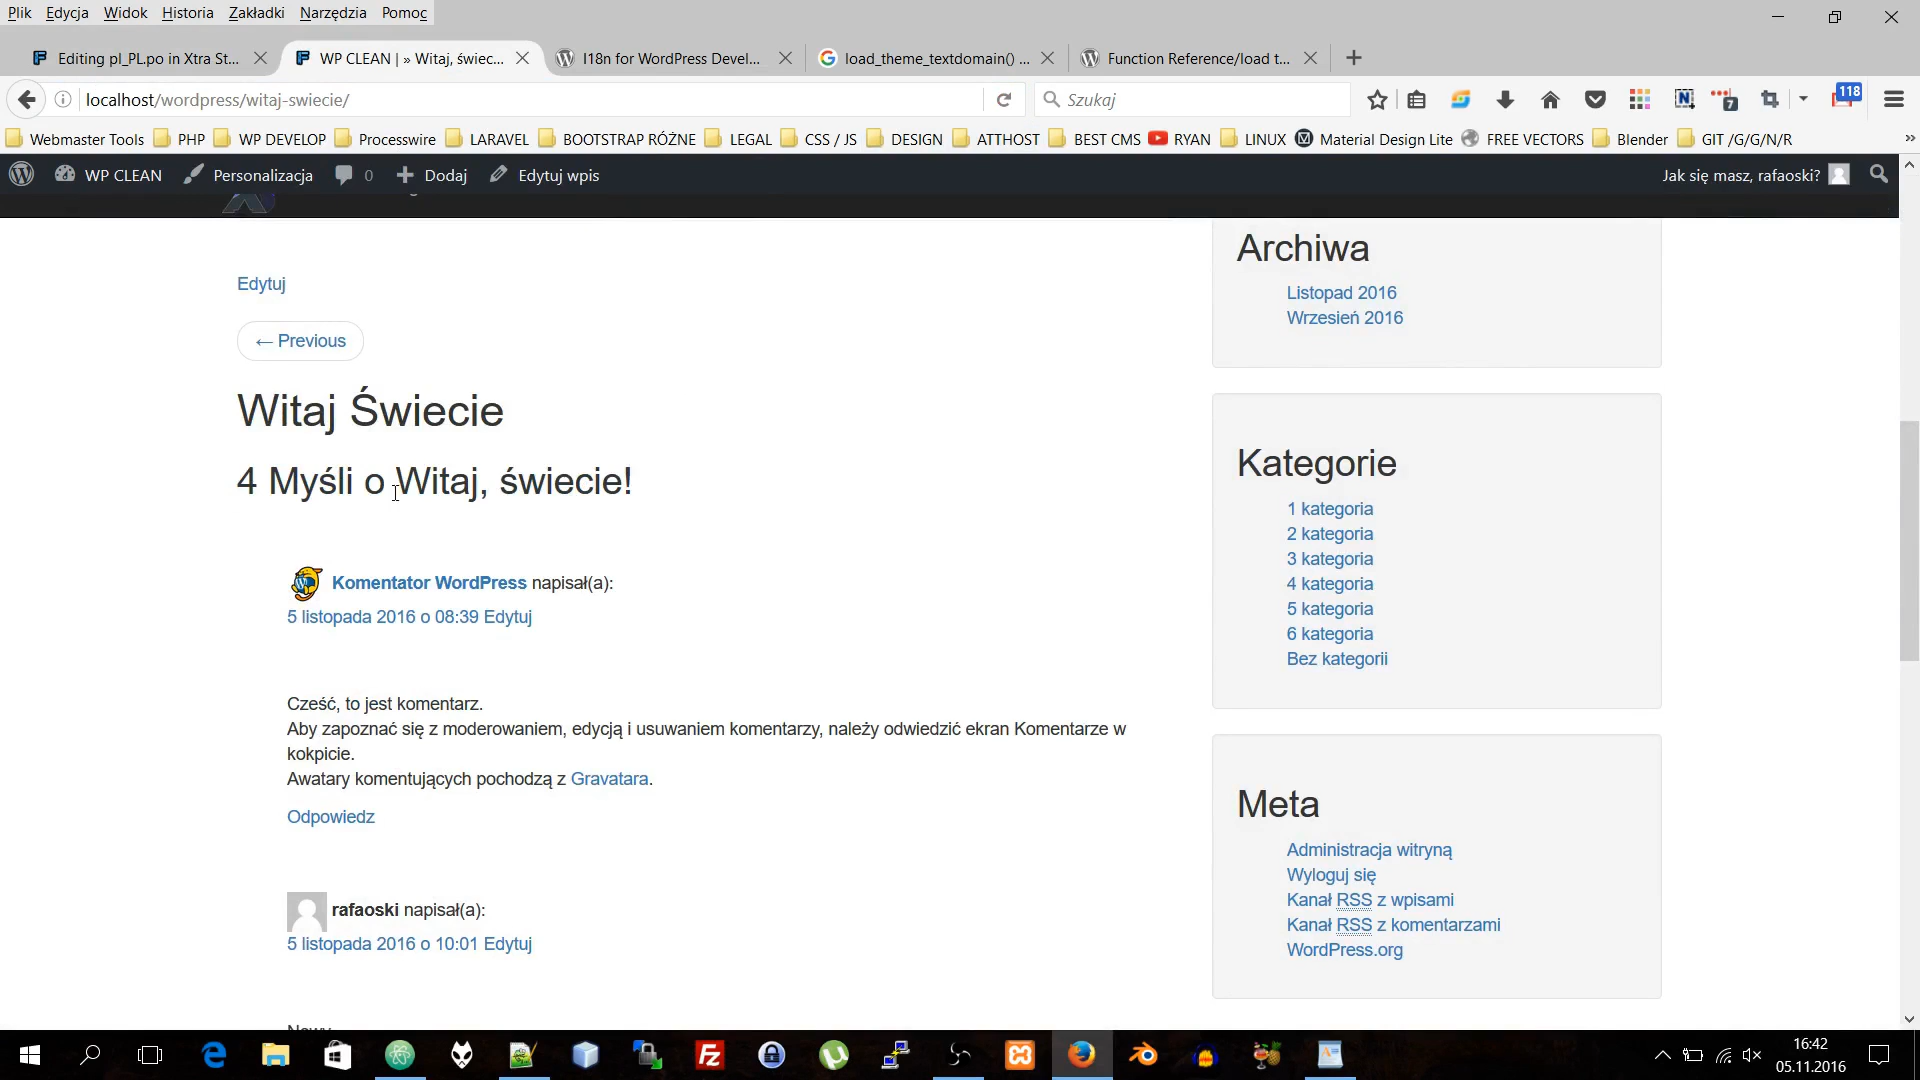 Plik Edycja Widok Historia Zakładki Narzędzia Pomoc
Editing pl_PL.po in Xtra St...
WP CLEAN | » Witaj, świec...
I18n for WordPress Devel...
load_theme_textdomain() ...
Function Reference/load t...
localhost/wordpress/witaj-swiecie/
Szukaj
7
118
Webmaster Tools PHP WP DEVELOP Processwire LARAVEL BOOTSTRAP RÓŻNE LEGAL CSS / JS DESIGN ATTHOST BEST CMS RYAN LINUX Material Design Lite FREE VECTORS Blender GIT /G/G/N/R
WP CLEAN Personalizacja 0 Dodaj Edytuj wpis Jak się masz, rafaoski?
Edytuj
← Previous
Witaj Świecie
4 Myśli o Witaj, świecie!
Komentator WordPress napisał(a):
5 listopada 2016 o 08:39 Edytuj
Cześć, to jest komentarz.
Aby zapoznać się z moderowaniem, edycją i usuwaniem komentarzy, należy odwiedzić ekran Komentarze w
kokpicie.
Awatary komentujących pochodzą z Gravatara.
Odpowiedz
rafaoski napisał(a):
5 listopada 2016 o 10:01 Edytuj
Archiwa
Listopad 2016
Wrzesień 2016
Kategorie
1 kategoria
2 kategoria
3 kategoria
4 kategoria
5 kategoria
6 kategoria
Bez kategorii
Meta
Administracja witryną
Wyloguj się
Kanał RSS z wpisami
Kanał RSS z komentarzami
WordPress.org
16:42
05.11.2016